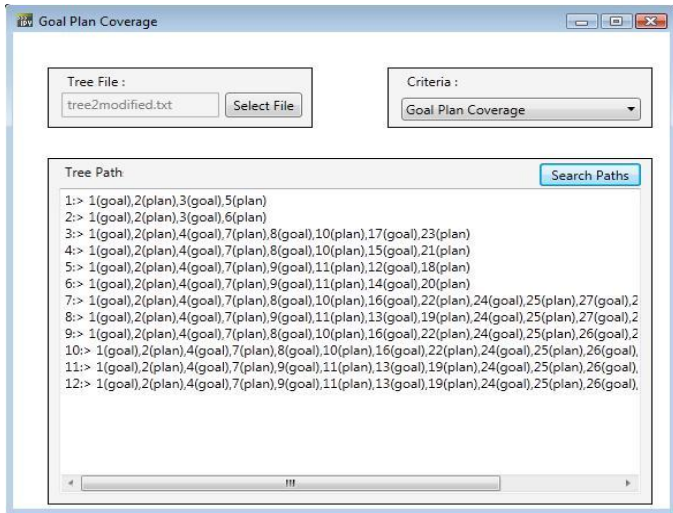 Goal Plan Coverage
Tree File :
Criteria :
tree2modified.txt
Select File
Goal Plan Coverage
Tree Path
Search Paths
1:> 1(goal),2(plan),3(goal),5(plan)
2:> 1(goal),2(plan),3(goal),6(plan)
3:> 1(goal),2(plan),4(goal),7(plan),8(goal),10(plan),17(goal),23(plan)
4:> 1(goal),2(plan),4(goal),7(plan),8(goal),10(plan),15(goal),21(plan)
5:> 1(goal),2(plan),4(goal),7(plan),9(goal),11(plan),12(goal),18(plan)
6:> 1(goal),2(plan),4(goal),7(plan),9(goal),11(plan),14(goal),20(plan)
7:> 1(goal),2(plan),4(goal),7(plan),8(goal),10(plan),16(goal),22(plan),24(goal),25(plan),27(goal),2
8:> 1(goal),2(plan),4(goal),7(plan),9(goal),11(plan),13(goal),19(plan),24(goal),25(plan),27(goal),2
9:> 1(goal),2(plan),4(goal),7(plan),8(goal),10(plan),16(goal),22(plan),24(goal),25(plan),26(goal),2
10:> 1(goal),2(plan),4(goal),7(plan),8(goal),10(plan),16(goal),22(plan),24(goal),25(plan),26(goal),
11:> 1(goal),2(plan),4(goal),7(plan),9(goal),11(plan),13(goal),19(plan),24(goal),25(plan),26(goal),
12:> 1(goal),2(plan),4(goal),7(plan),9(goal),11(plan),13(goal),19(plan),24(goal),25(plan),26(goal),